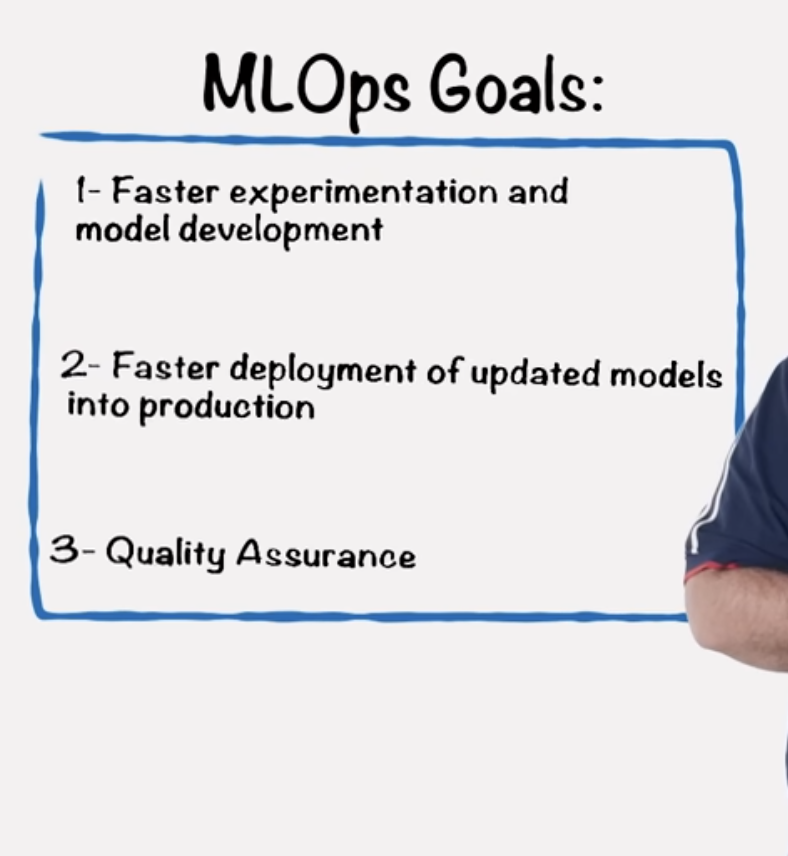 MLOps Goals:
1- Faster experimentation and
model development
2- Faster deployment of updated models
into production
3- Quality Assurance